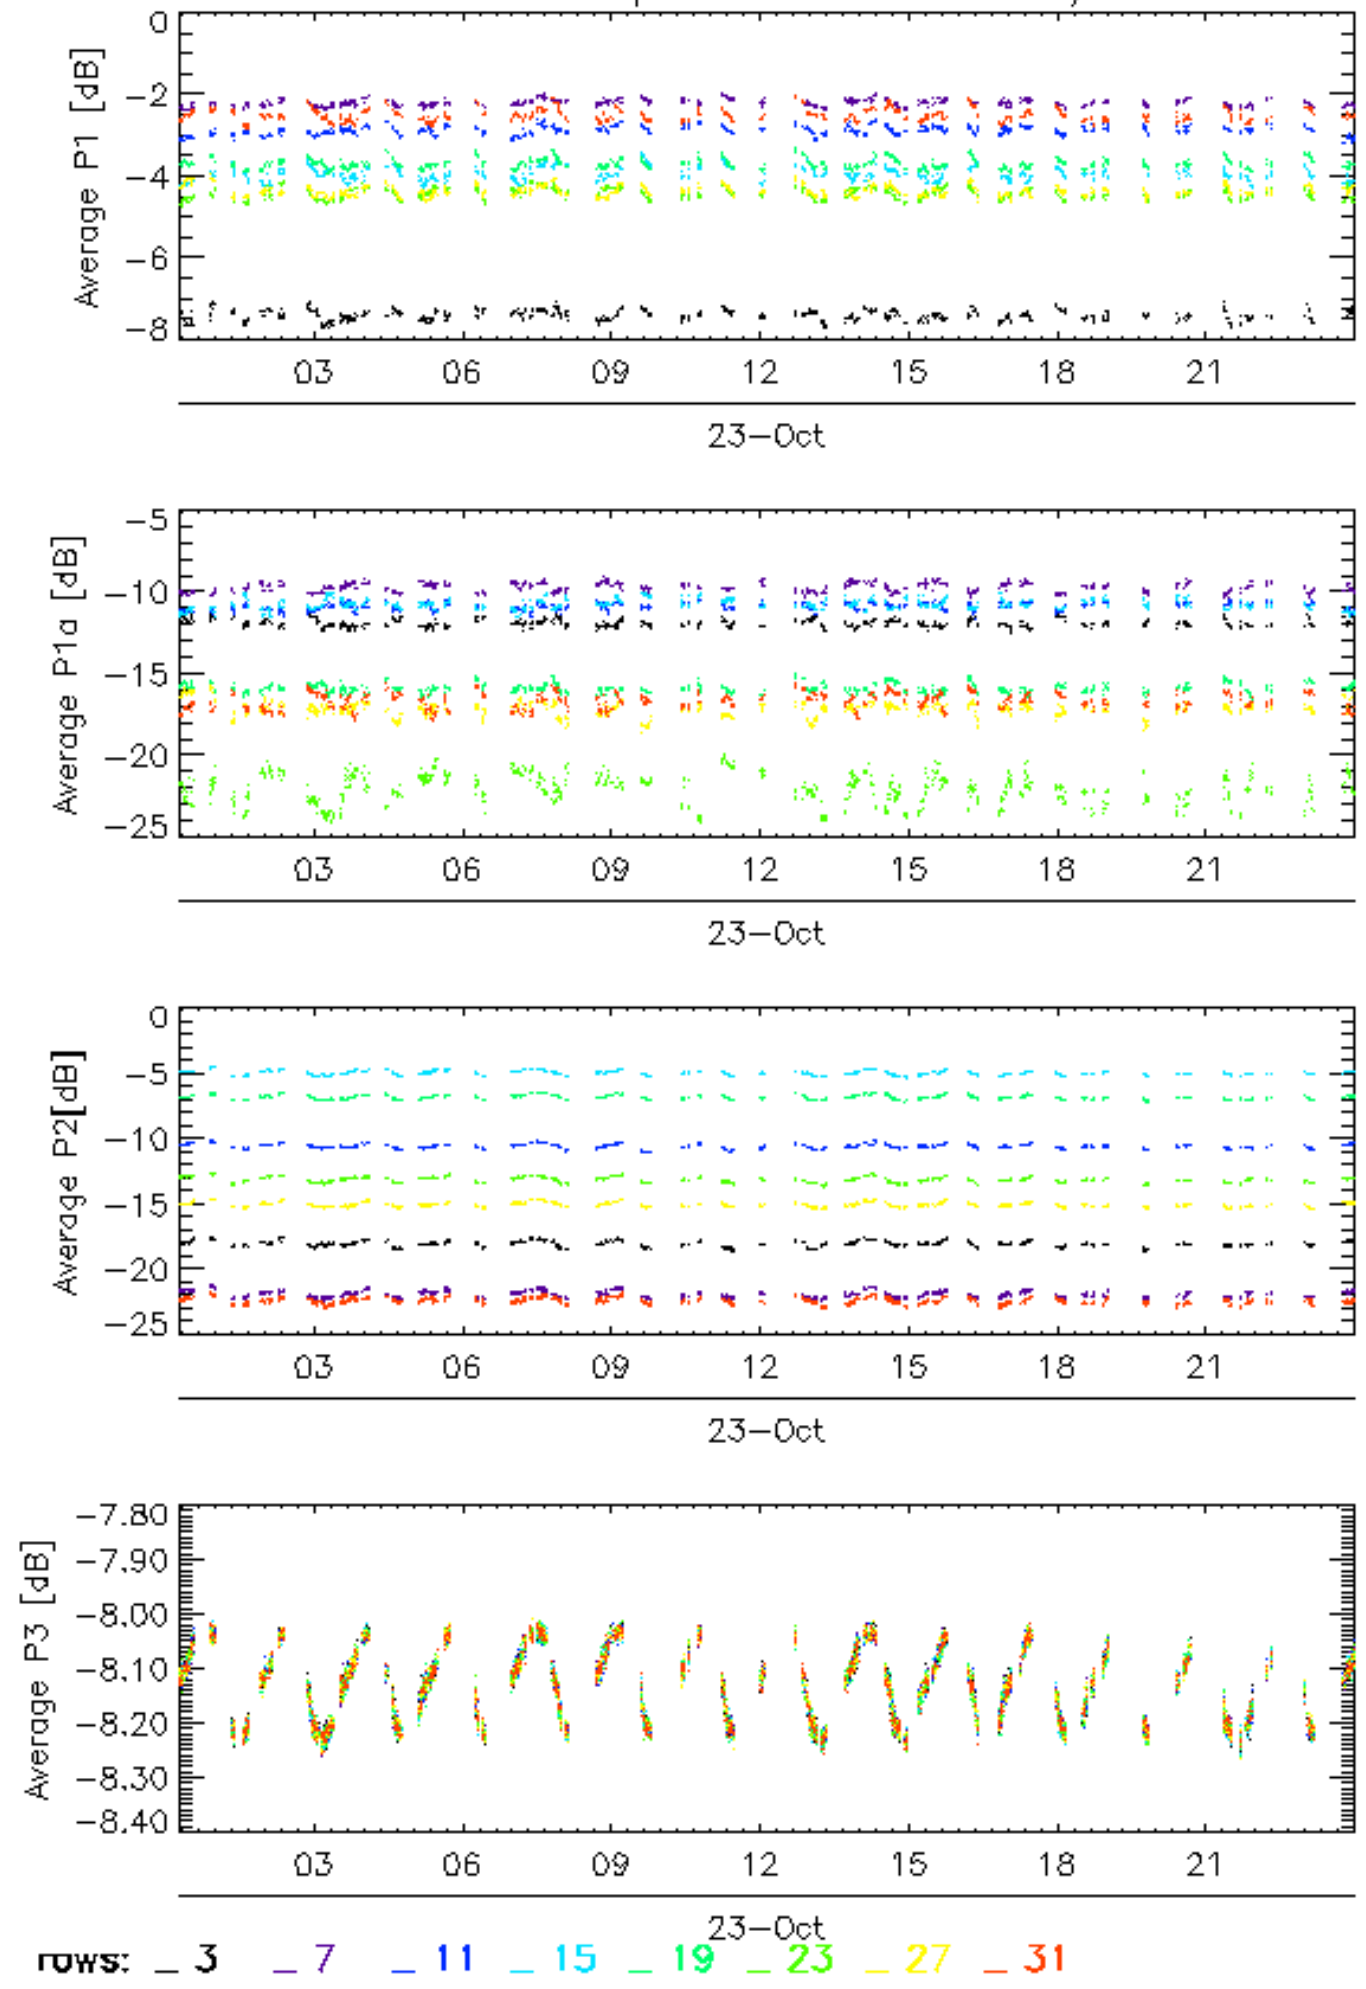 0
-2
-4
-6
-8
Average P1 [dB]
03 06 09 12 15 18 21
23-Oct
-5
-10
-15
-20
-25
Average P1a [dB]
03 06 09 12 15 18 21
23-Oct
0
-5
-10
-15
-20
-25
Average P2[dB]
03 06 09 12 15 18 21
23-Oct
-7.80
-7.90
-8.00
-8.10
-8.20
-8.30
-8.40
Average P3 [dB]
03 06 09 12 15 18 21
23-Oct
rows: _ 3 _ 7 _ 11 _ 15 _ 19 _ 23 _ 27 _ 31